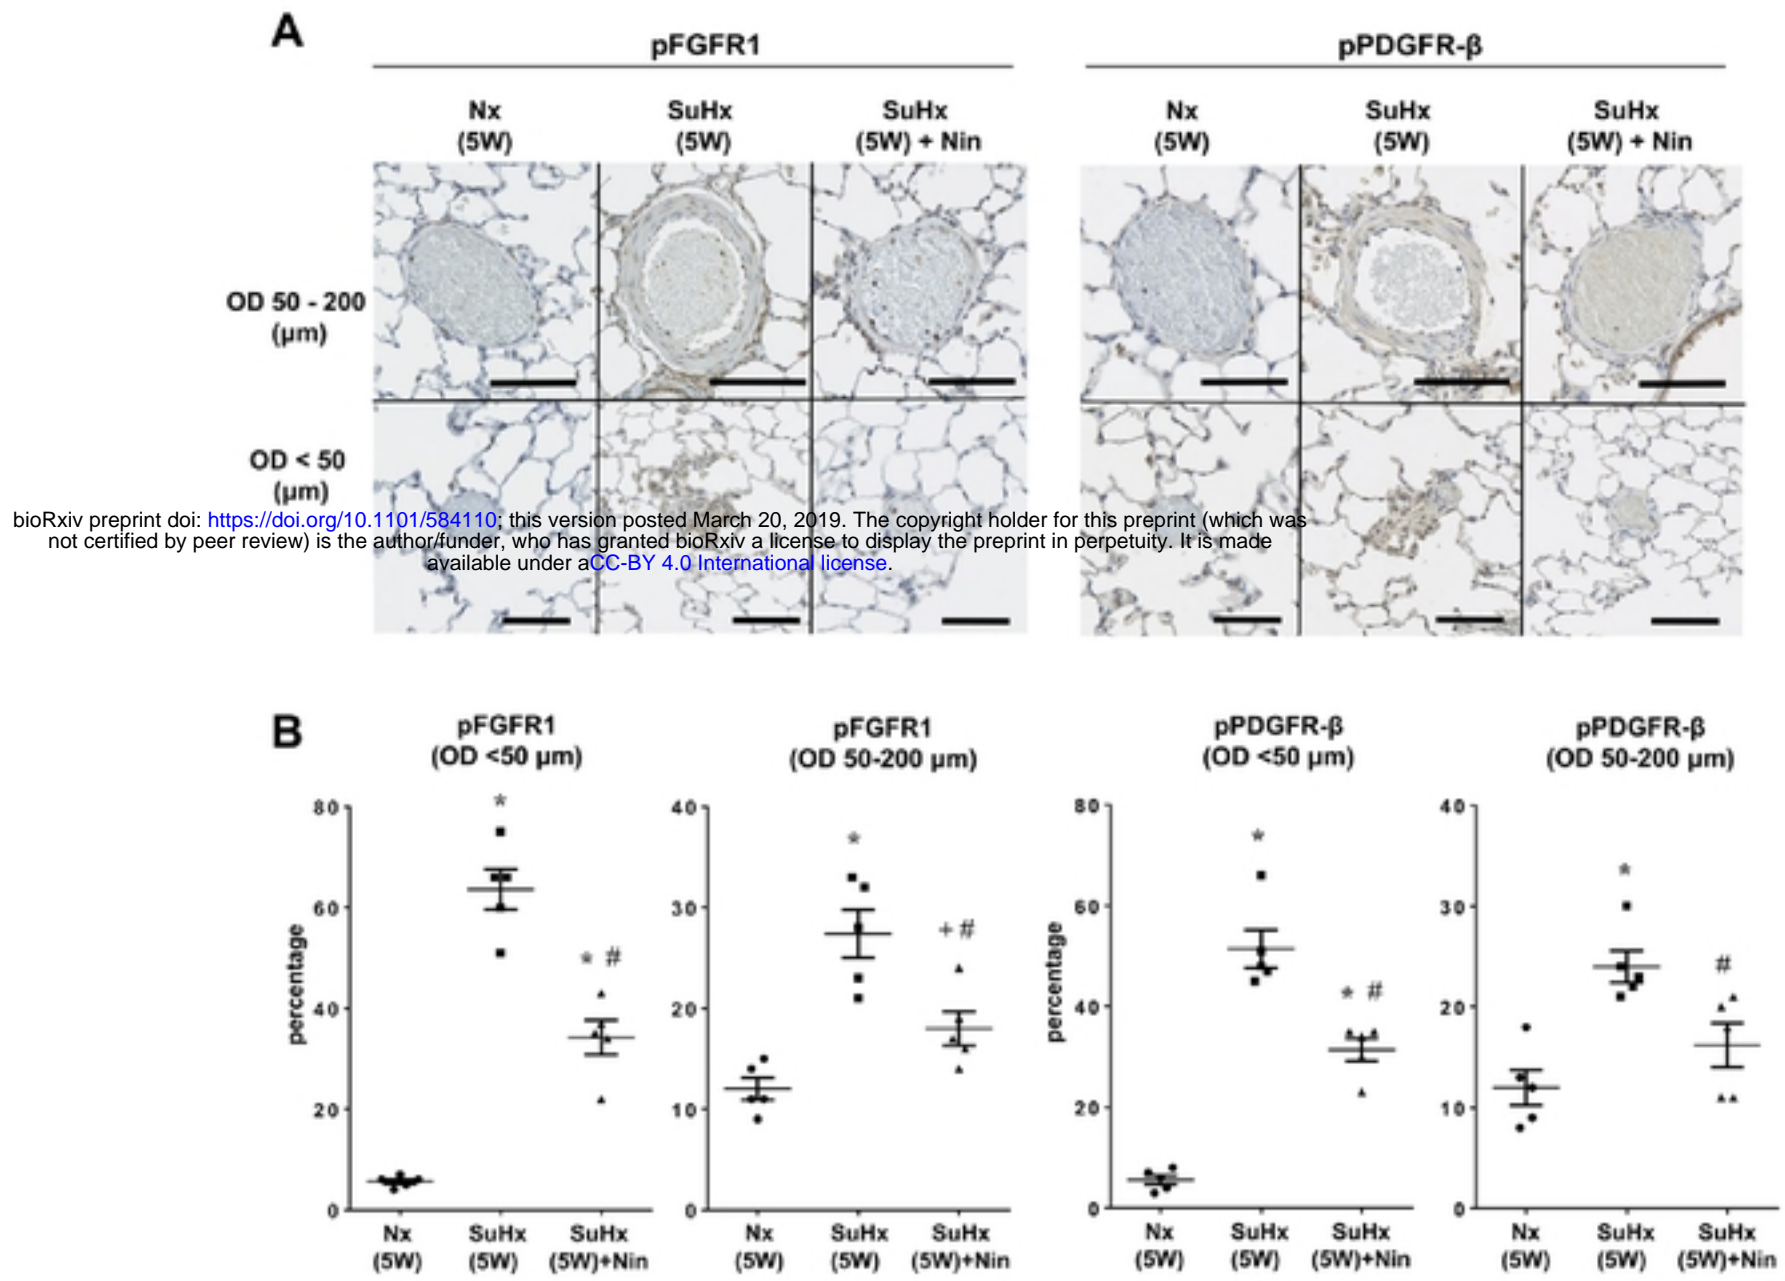 A
pFGFR1
pPDGFR-β
Nx
(5W)
SuHx
(5W)
SuHx
(5W) + Nin
Nx
(5W)
SuHx
(5W)
SuHx
(5W) + Nin
OD 50 - 200
(μm)
OD < 50
(μm)
bioRxiv preprint doi: https://doi.org/10.1101/584110; this version posted March 20, 2019. The copyright holder for this preprint (which was
not certified by peer review) is the author/funder, who has granted bioRxiv a license to display the preprint in perpetuity. It is made
available under aCC-BY 4.0 International license.
B
pFGFR1
(OD <50 μm)
pFGFR1
(OD 50-200 μm)
pPDGFR-β
(OD <50 μm)
pPDGFR-β
(OD 50-200 μm)
percentage
80
60
40
20
0
*
* #
Nx
(5W)
SuHx
(5W)
SuHx
(5W)+Nin
40
30
20
10
0
*
+ #
Nx
(5W)
SuHx
(5W)
SuHx
(5W)+Nin
percentage
80
60
40
20
0
*
* #
Nx
(5W)
SuHx
(5W)
SuHx
(5W)+Nin
40
30
20
10
0
*
#
Nx
(5W)
SuHx
(5W)
SuHx
(5W)+Nin